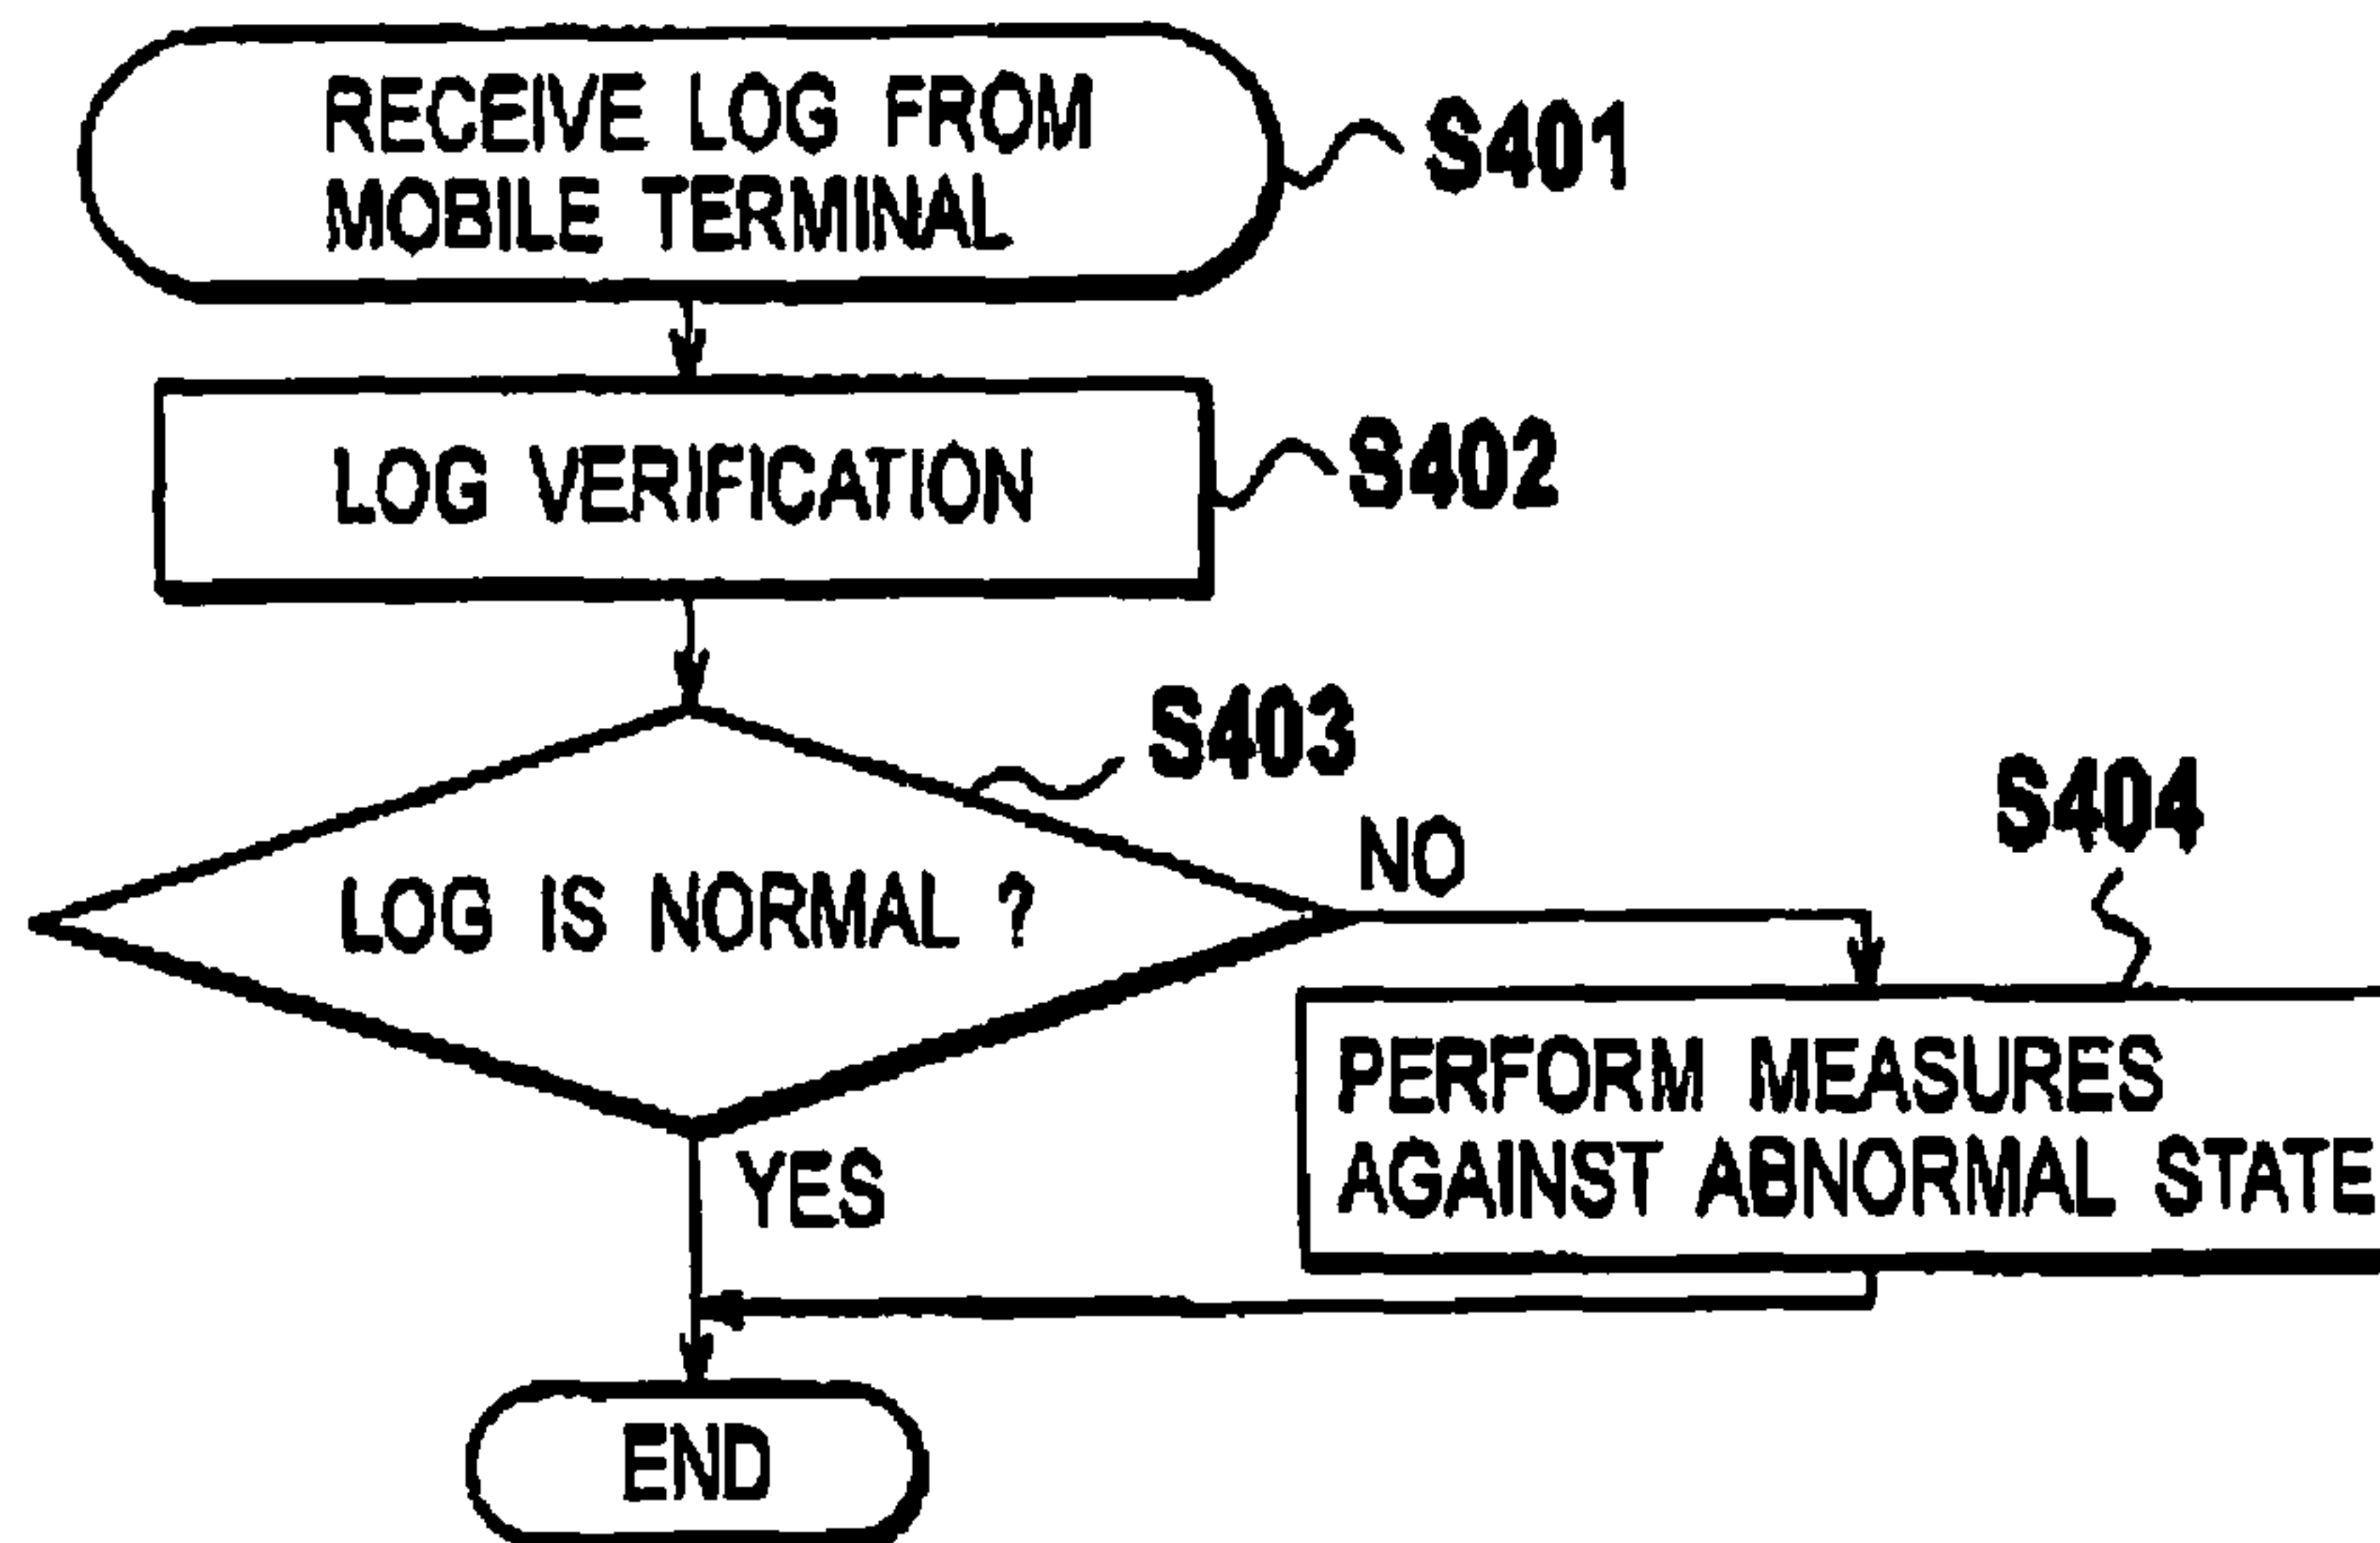 RECEIVE LOG FROM
MOBILE TERMINAL
S401
LOG VERIFICATION
S402
S403
LOG IS NORMAL ?
NO
S404
PERFORM MEASURES
AGAINST ABNORMAL STATE
YES
END